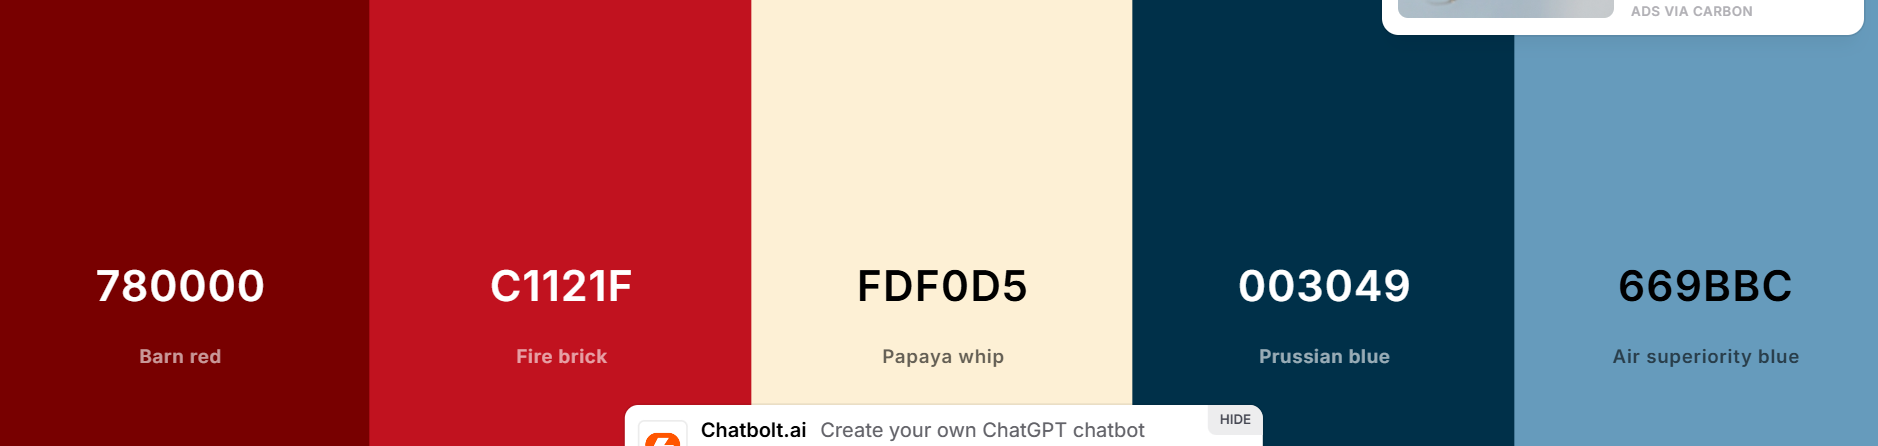 ADS VIA CARBON
780000
Barn red
C1121F
Fire brick
FDF0D5
Papaya whip
003049
Prussian blue
669BBC
Air superiority blue
HIDE
Chatbolt.ai Create your own ChatGPT chatbot